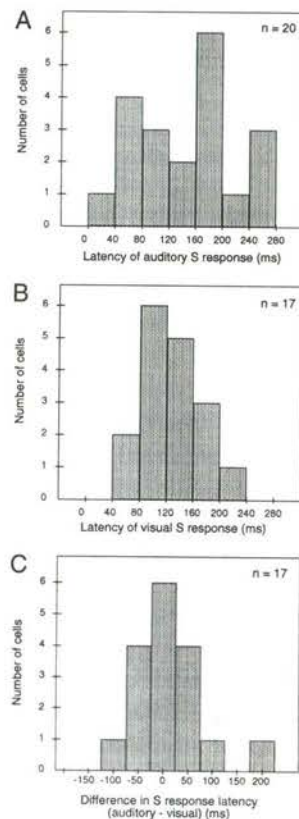 A
n = 20
Number of cells
6
5
4
3
2
1
0
0 40 80 120 160 200 240 280
Latency of auditory S response (ms)
B
n = 17
Number of cells
6
5
4
3
2
1
0
0 40 80 120 160 200 240 280
Latency of visual S response (ms)
C
n = 17
Number of cells
6
5
4
3
2
1
0
-150 -100 -50 0 50 100 150 200
Difference in S response latency
(auditory - visual) (ms)